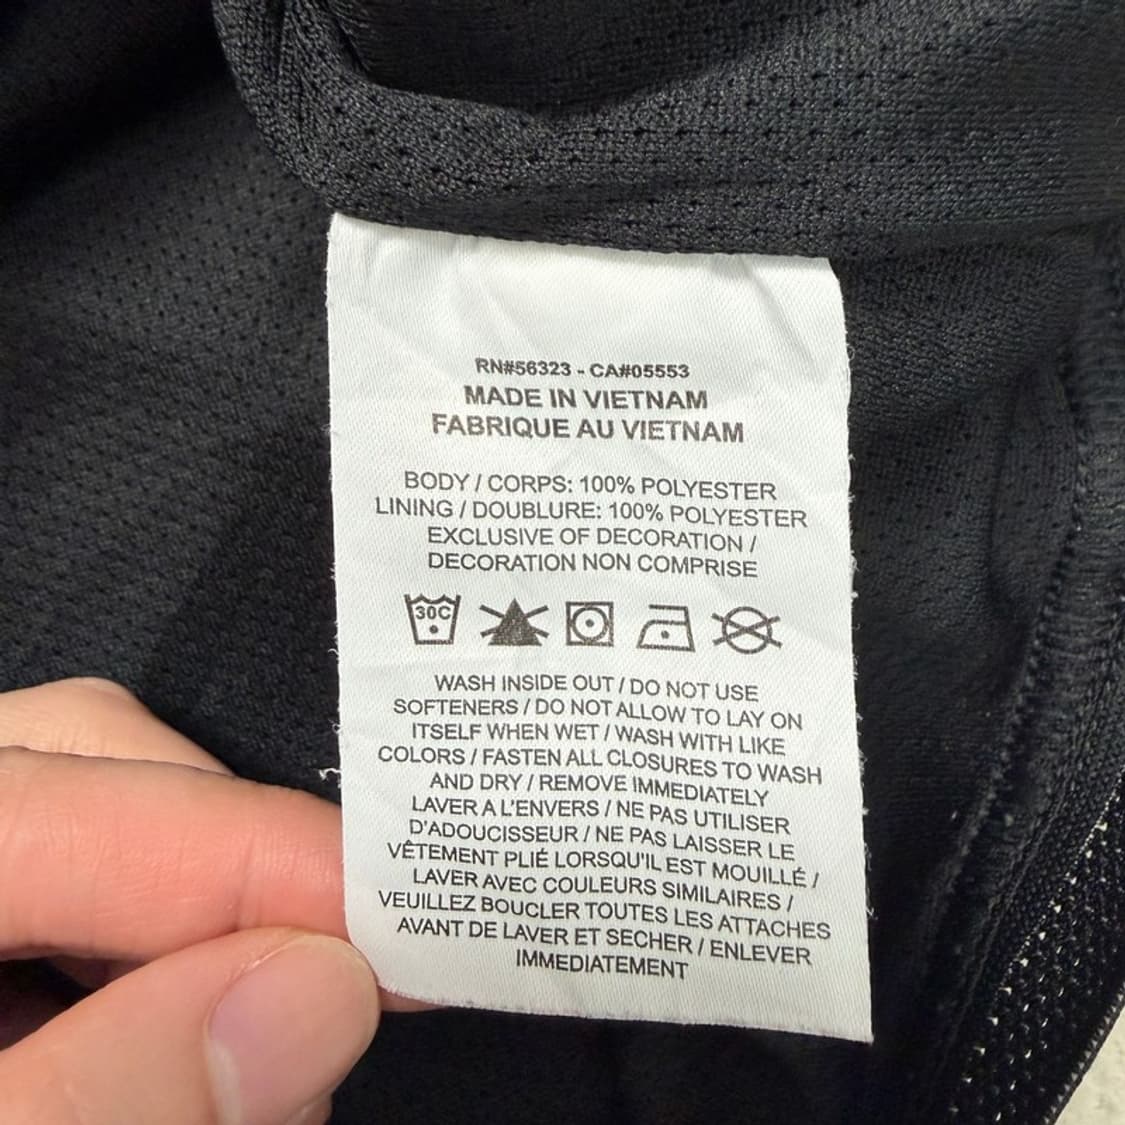 RN#56323 - CA#05553
MADE IN VIETNAM
FABRIQUE AU VIETNAM
BODY / CORPS: 100% POLYESTER
LINING / DOUBLURE: 100% POLYESTER
EXCLUSIVE OF DECORATION /
DECORATION NON COMPRISE
30C
WASH INSIDE OUT / DO NOT USE
SOFTENERS / DO NOT ALLOW TO LAY ON
ITSELF WHEN WET / WASH WITH LIKE
COLORS / FASTEN ALL CLOSURES TO WASH
AND DRY / REMOVE IMMEDIATELY
LAVER A L'ENVERS / NE PAS UTILISER
D'ADOUCISSEUR / NE PAS LAISSER LE
VÊTEMENT PLIÉ LORSQU'IL EST MOUILLÉ /
LAVER AVEC COULEURS SIMILAIRES /
VEUILLEZ BOUCLER TOUTES LES ATTACHES
AVANT DE LAVER ET SECHER / ENLEVER
IMMEDIATEMENT